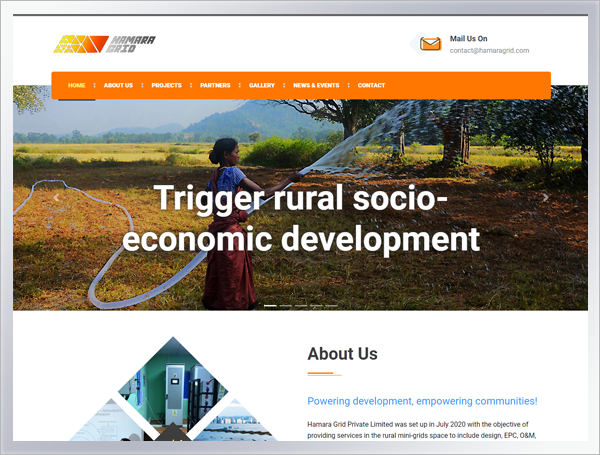 HAMARA
GRID
Mail Us On
contact@hamaragrid.com
HOME ABOUT US PROJECTS PARTNERS GALLERY NEWS & EVENTS CONTACT
Trigger rural socio-
economic development
About Us
Powering development, empowering communities!
Hamara Grid Private Limited was set up in July 2020 with the objective of
providing services in the rural mini-grids space to include design, EPC, O&M,